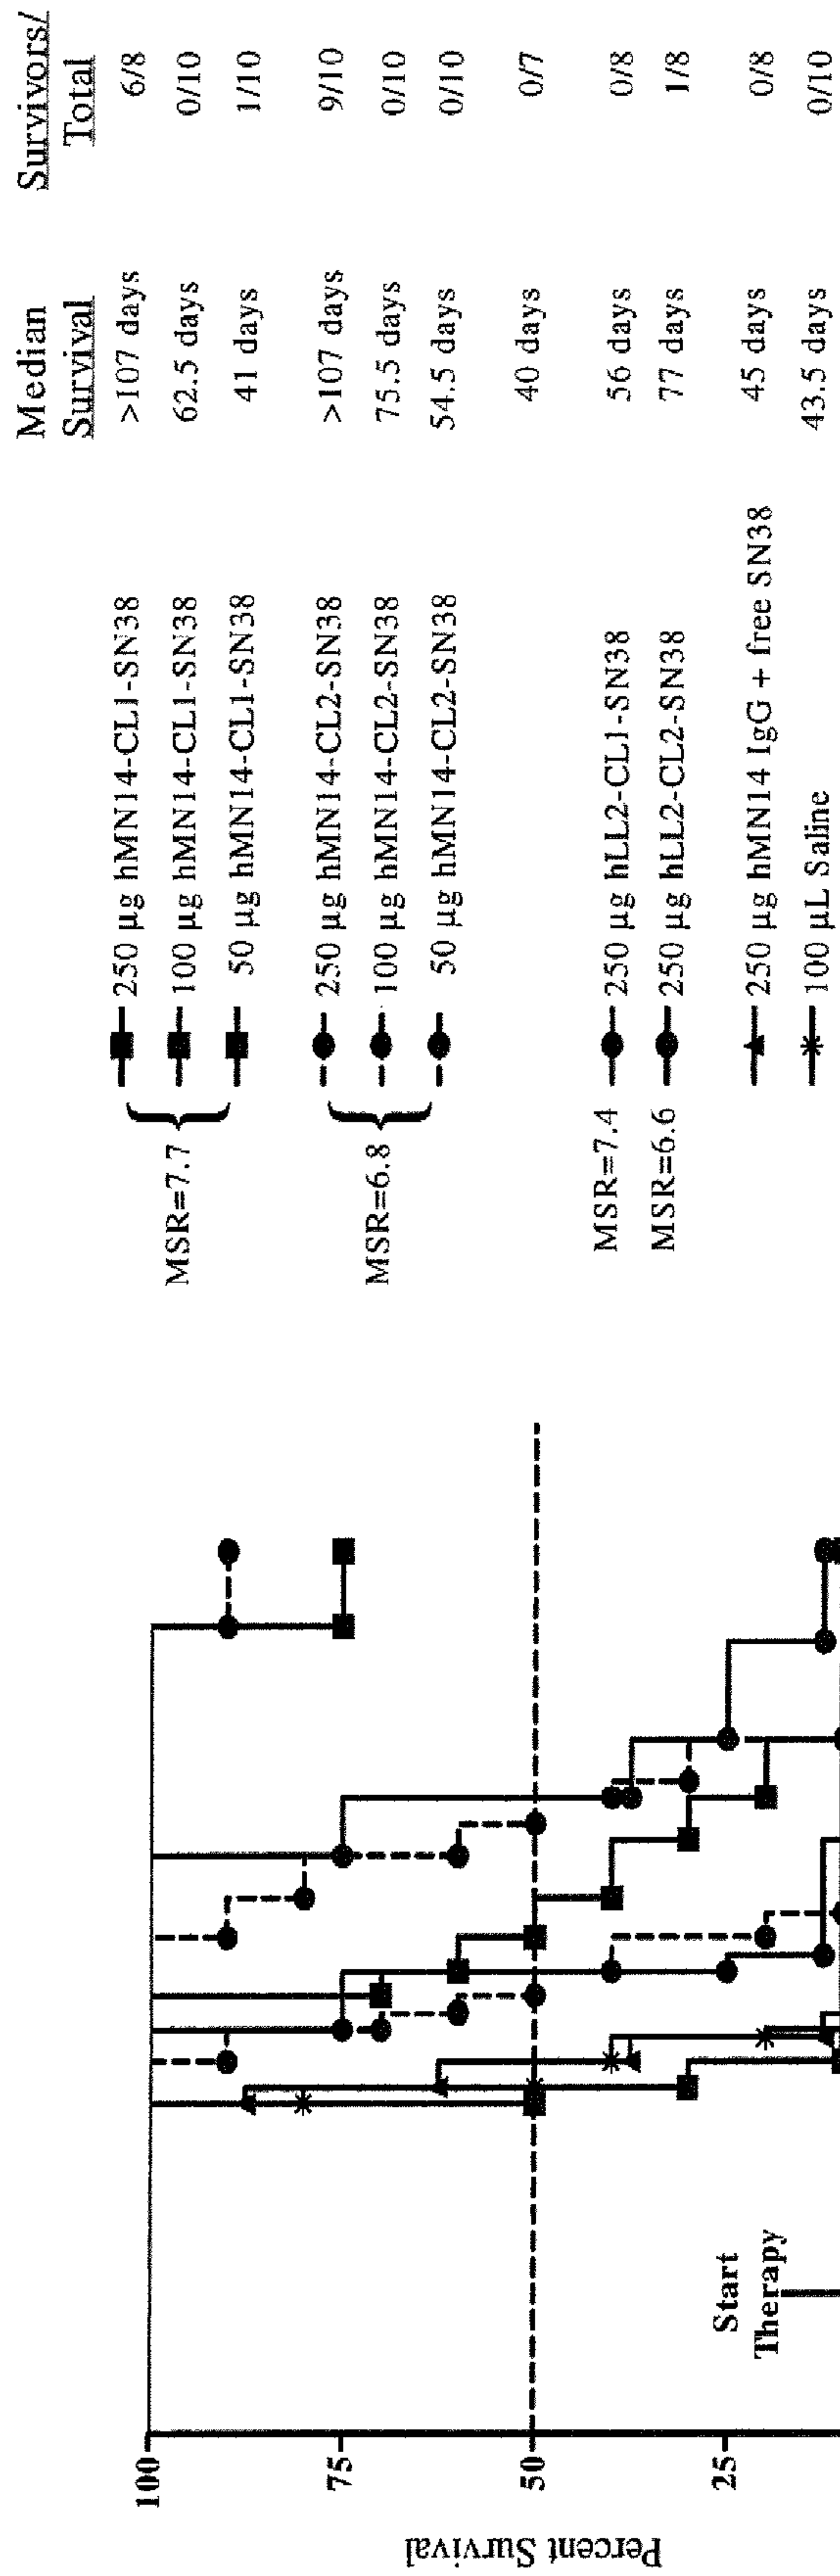 Median Survival
Survivors/ Total
MSR=7.7
250 µg hMN14-CL1-SN38 >107 days 6/8
100 µg hMN14-CL1-SN38 62.5 days 0/10
50 µg hMN14-CL1-SN38 41 days 1/10
MSR=6.8
250 µg hMN14-CL2-SN38 >107 days 9/10
100 µg hMN14-CL2-SN38 75.5 days 0/10
50 µg hMN14-CL2-SN38 54.5 days 0/10
40 days 0/7
MSR=7.4 250 µg hLL2-CL1-SN38 56 days 0/8
MSR=6.6 250 µg hLL2-CL2-SN38 77 days 1/8
250 µg hMN14 IgG + free SN38 45 days 0/8
100 µL Saline 43.5 days 0/10
Percent Survival
100
75
50
25
Start
Therapy